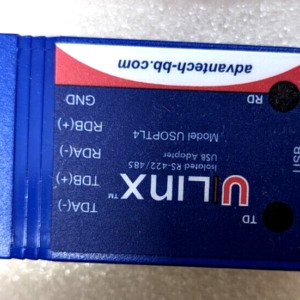 TD
ULinx™
USB Adapter
Isolated RS-422/485
Model USOPTL4
TDA(-)
TDB(+)
RDA(-)
RDB(+)
GND
RD
advantech-bb.com
USB